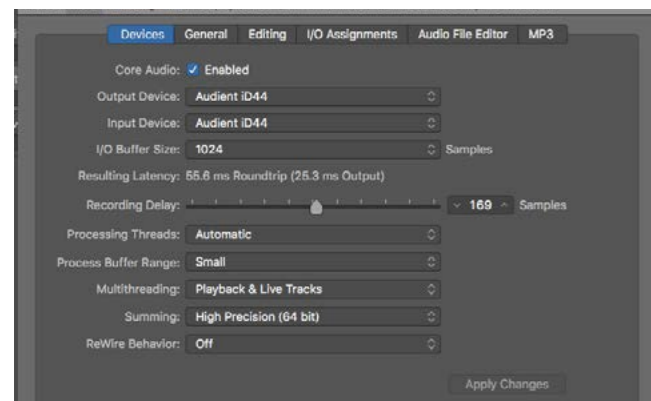 Devices General Editing I/O Assignments Audio File Editor MP3
Core Audio: Enabled
Output Device: Audient iD44
Input Device: Audient iD44
I/O Buffer Size: 1024 Samples
Resulting Latency: 55.6 ms Roundtrip (25.3 ms Output)
Recording Delay: 169 Samples
Processing Threads: Automatic
Process Buffer Range: Small
Multithreading: Playback & Live Tracks
Summing: High Precision (64 bit)
ReWire Behavior: Off
Apply Changes